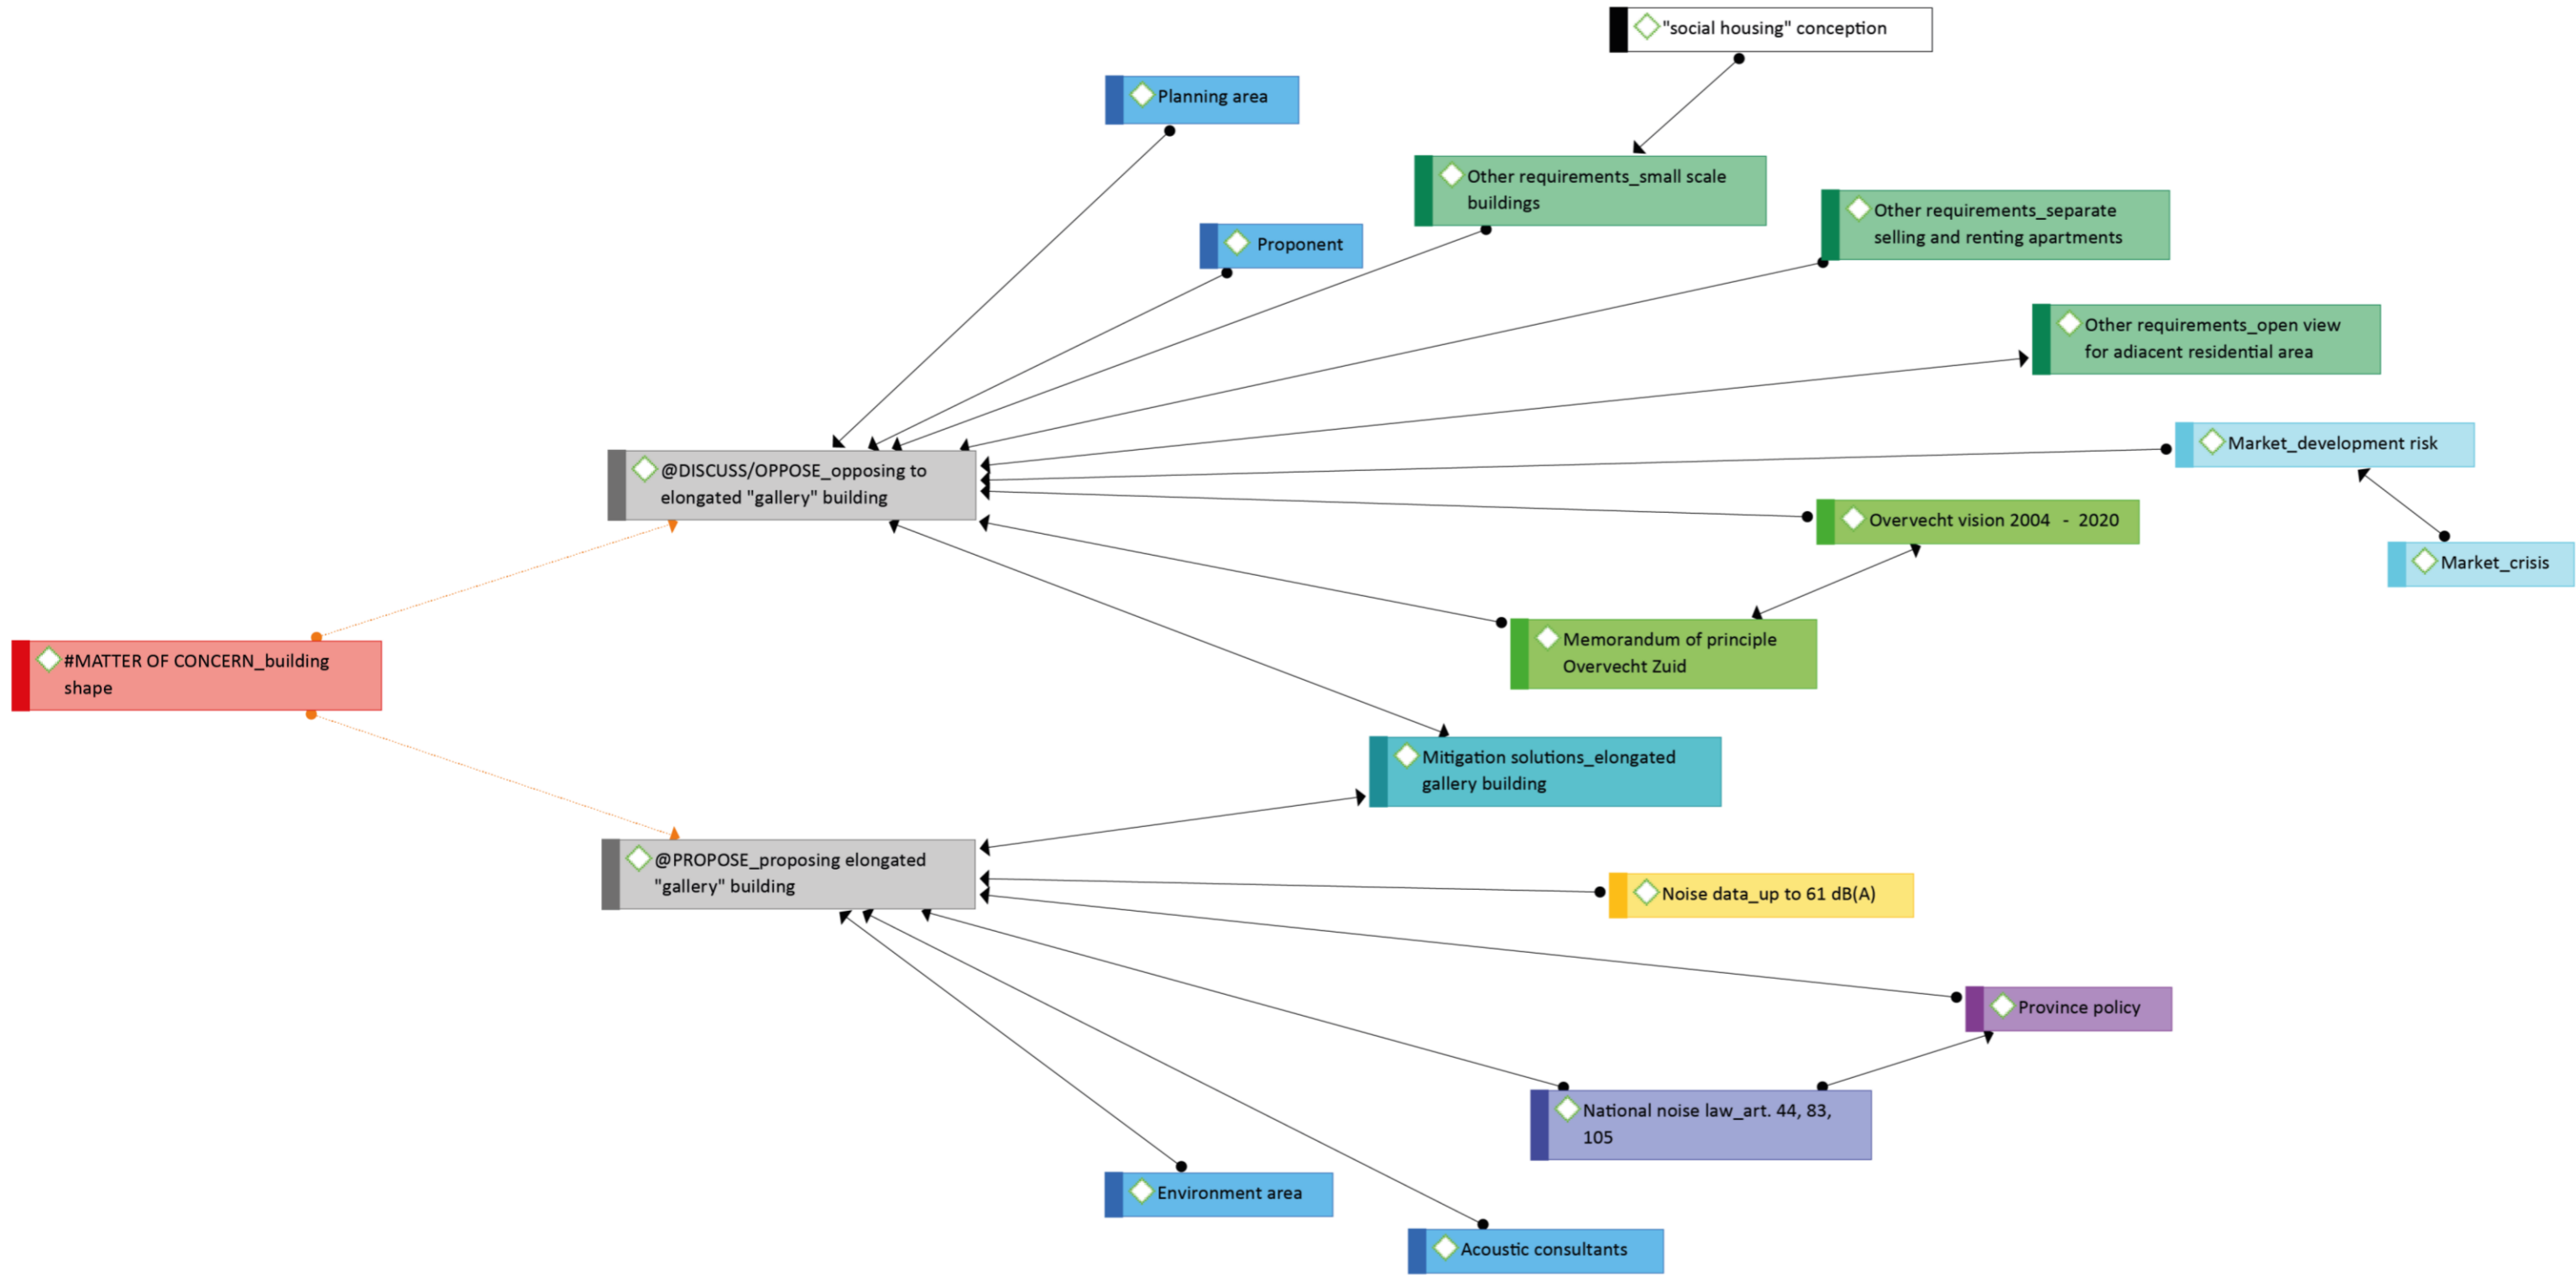 "social housing" conception
Planning area
Other requirements_small scale
buildings
Other requirements_separate
selling and renting apartments
Proponent
Other requirements_open view
for adiacent residential area
Market_development risk
@DISCUSS/OPPOSE_opposing to
elongated "gallery" building
Overvecht vision 2004 - 2020
Market_crisis
Memorandum of principle
Overvecht Zuid
#MATTER OF CONCERN_building
shape
Mitigation solutions_elongated
gallery building
@PROPOSE_proposing elongated
"gallery" building
Noise data_up to 61 dB(A)
Province policy
National noise law_art. 44, 83,
105
Environment area
Acoustic consultants